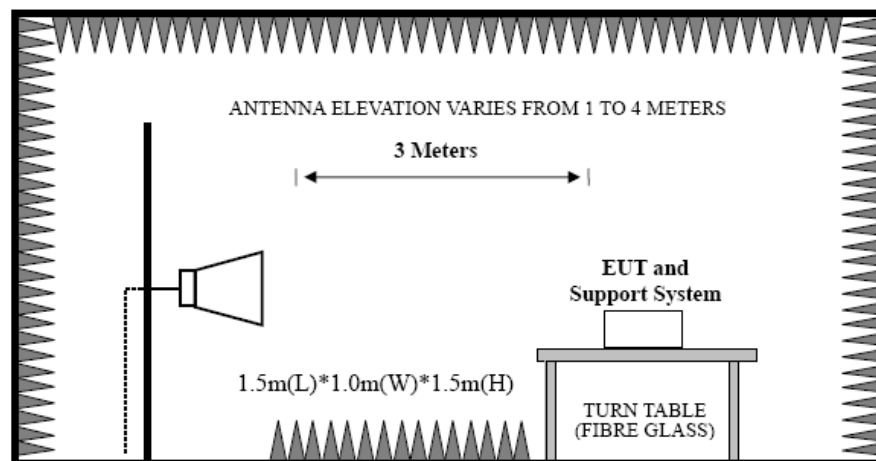 ANTENNA ELEVATION VARIES FROM 1 TO 4 METERS
3 Meters
EUT and
Support System
1.5m(L)*1.0m(W)*1.5m(H)
TURN TABLE
(FIBRE GLASS)